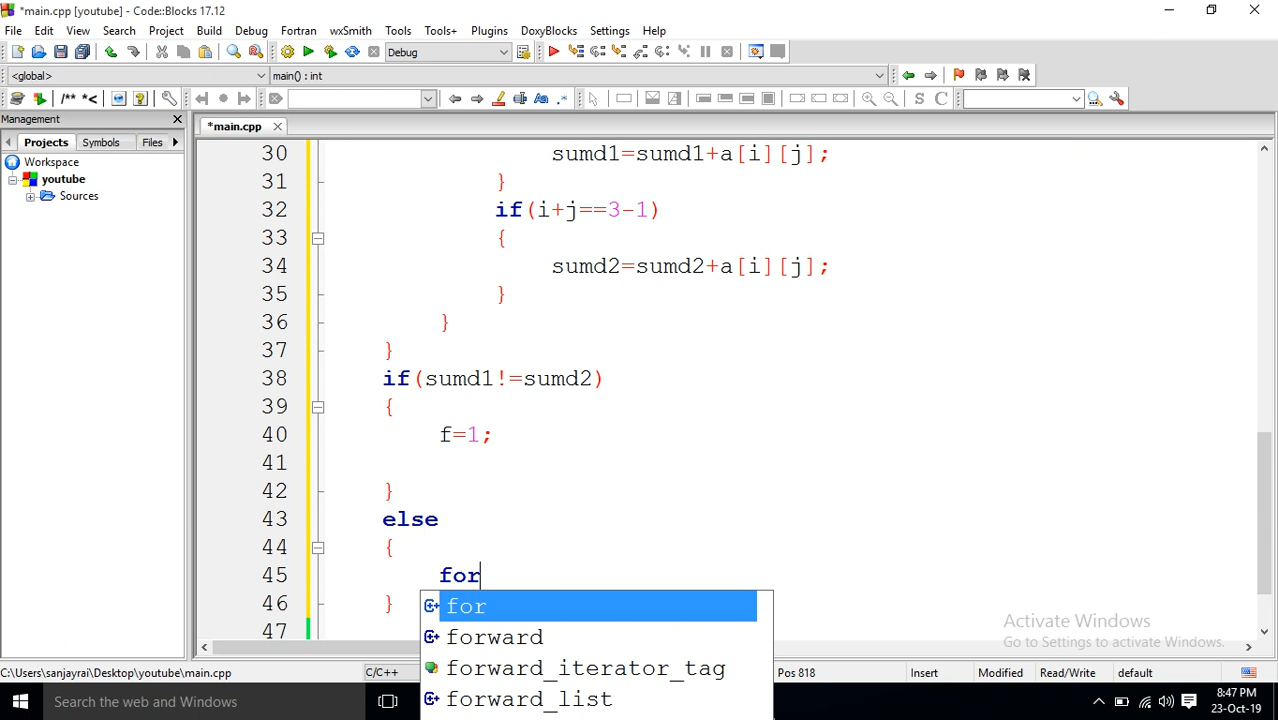 *main.cpp [youtube] - Code::Blocks 17.12
File Edit View Search Project Build Debug Fortran wxSmith Tools Tools+ Plugins DoxyBlocks Settings Help
Debug
<global> main() : int
/** *< Aa .* S C
Management *main.cpp
Projects Symbols Files
Workspace
youtube
Sources
30 sumd1=sumd1+a[i][j];
31 }
32 if(i+j==3-1)
33 {
34 sumd2=sumd2+a[i][j];
35 }
36 }
37 }
38 if(sumd1!=sumd2)
39 {
40 f=1;
41
42 }
43 else
44 {
45 for
46 }
47
for
forward
forward_iterator_tag
forward_list
Activate Windows
Go to Settings to activate Windows.
C:\Users\sanjayrai\Desktop\youtube\main.cpp C/C++ Pos 818 Insert Modified Read/Write default
Search the web and Windows
8:47 PM
23-Oct-19